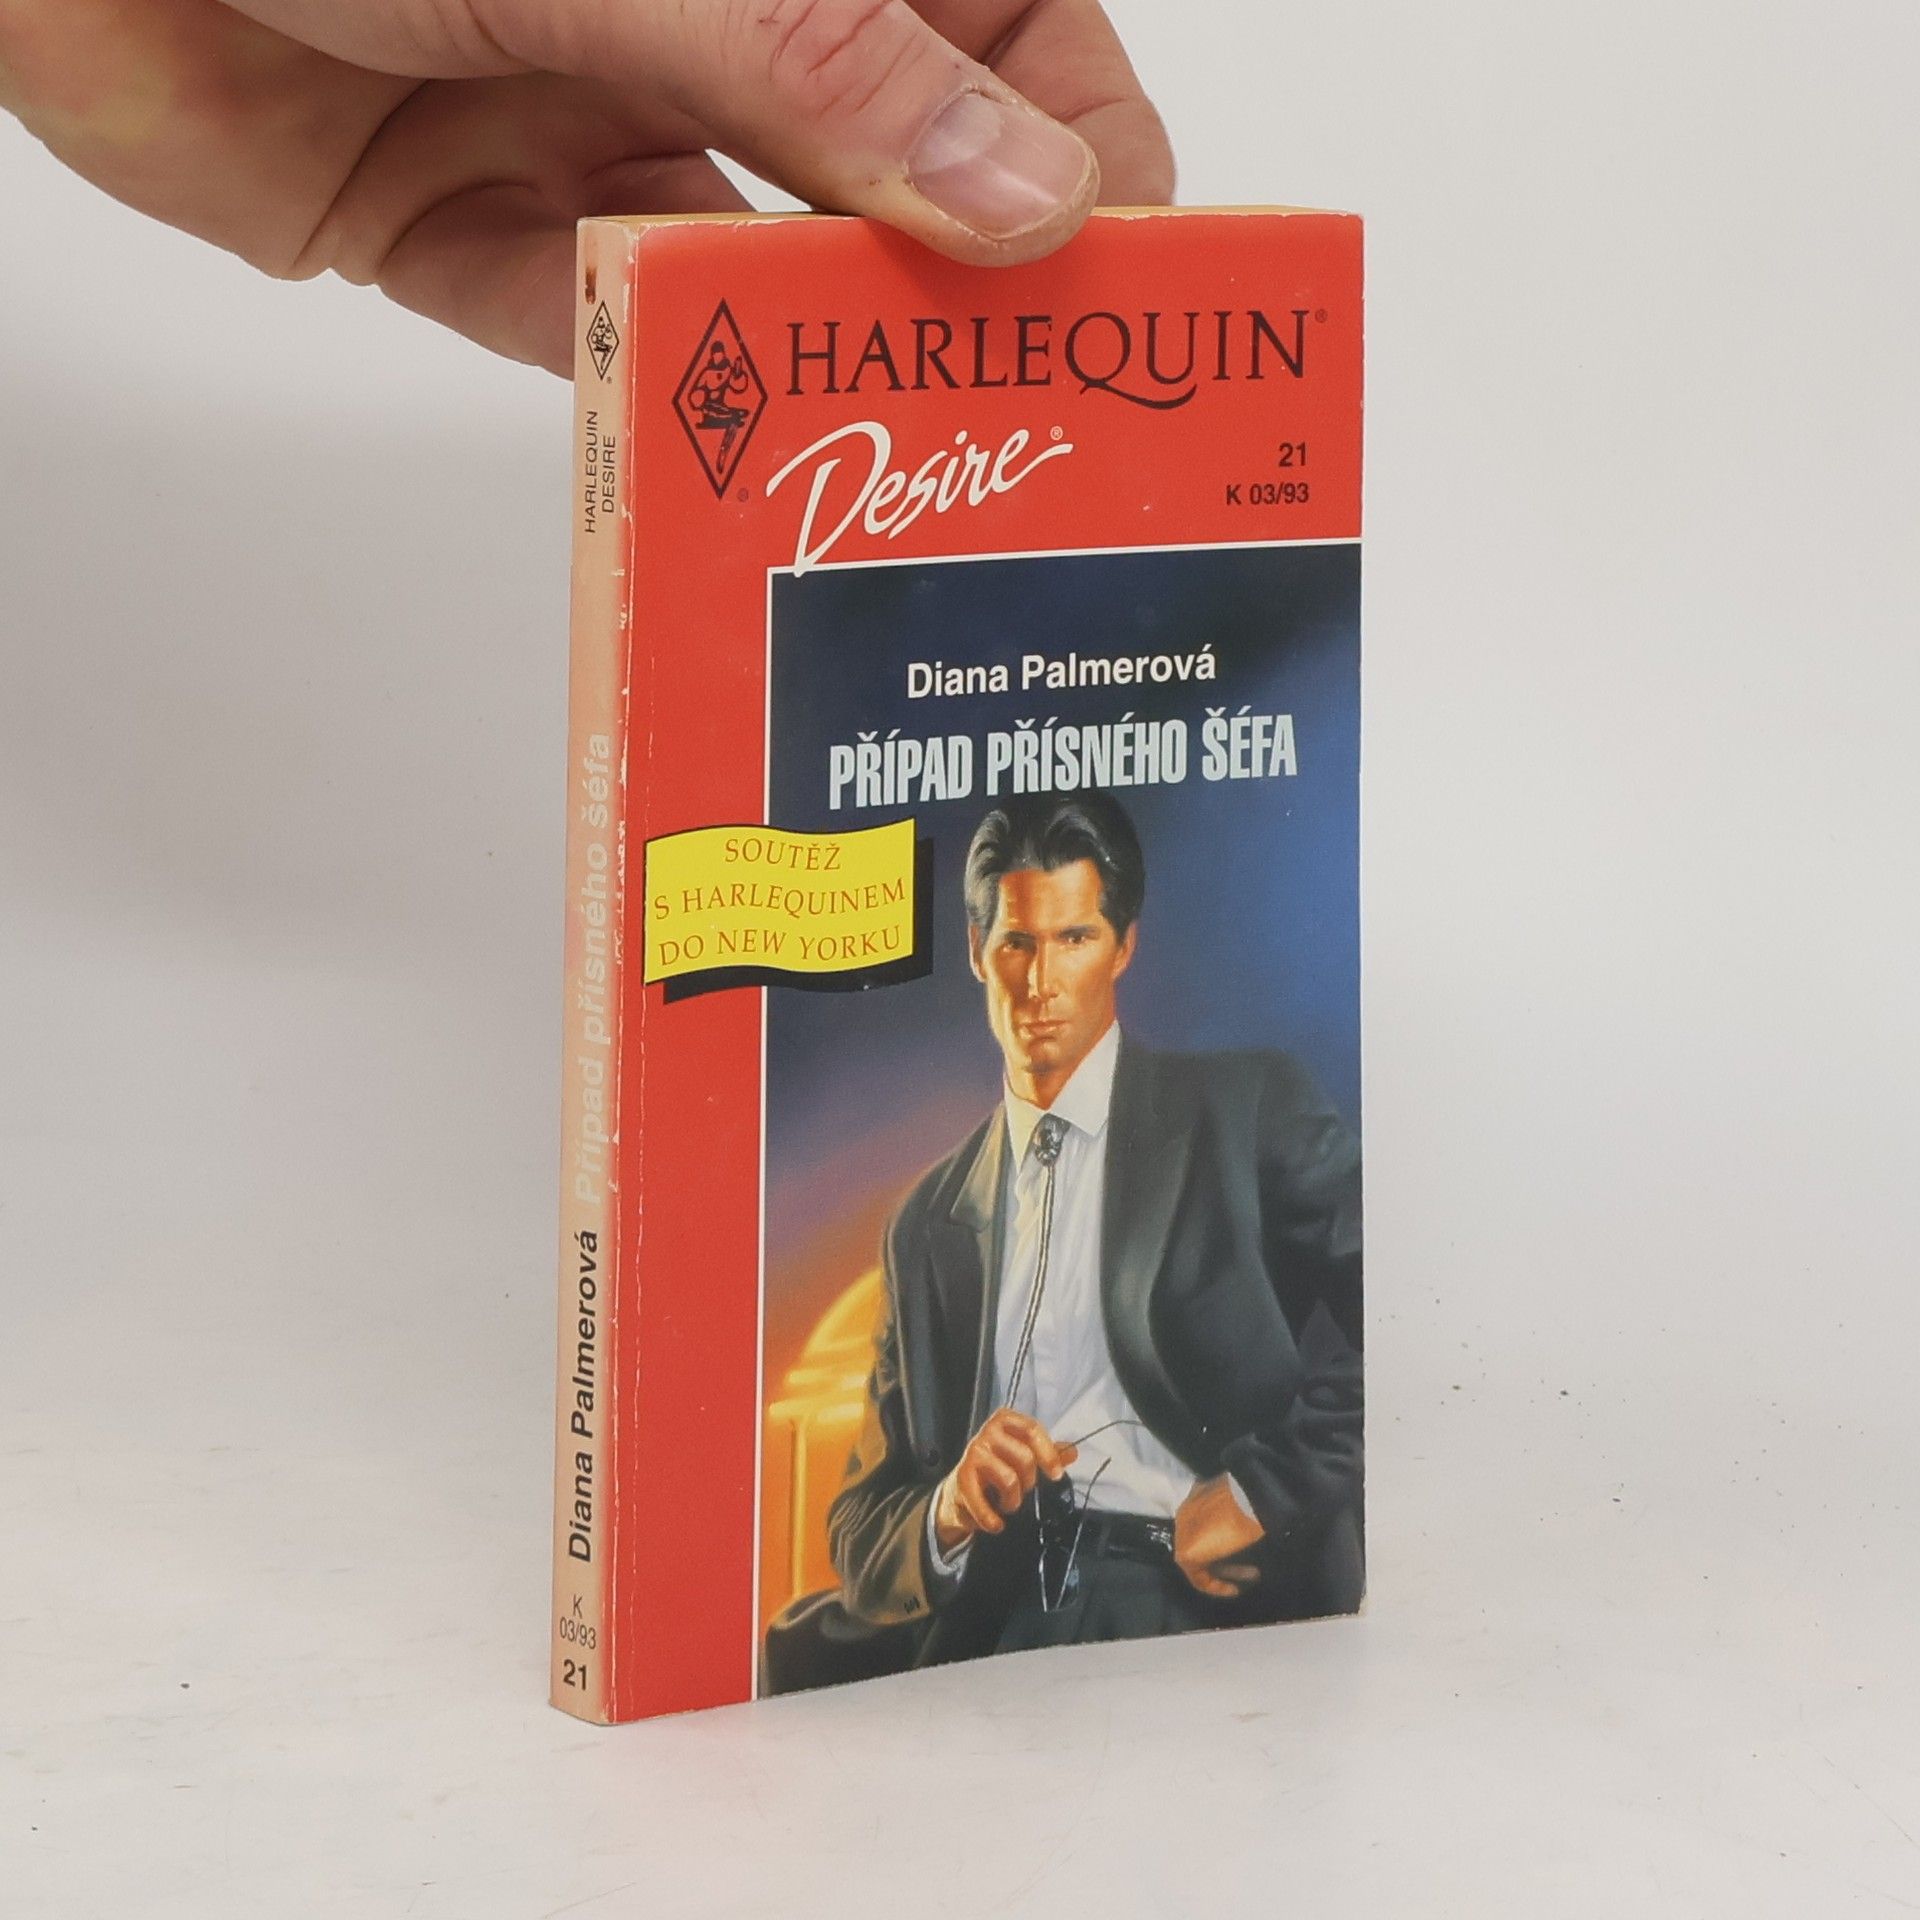 HARLEQUIN®
Desire®
21
K 03/93
Diana Palmerová
PŘÍPAD PŘÍSNÉHO ŠÉFA
SOUTĚŽ
S HARLEQUINEM
DO NEW YORKU
HARLEQUIN
DESIRE
Diana Palmerová Případ přísného šéfa
K
03/93
21